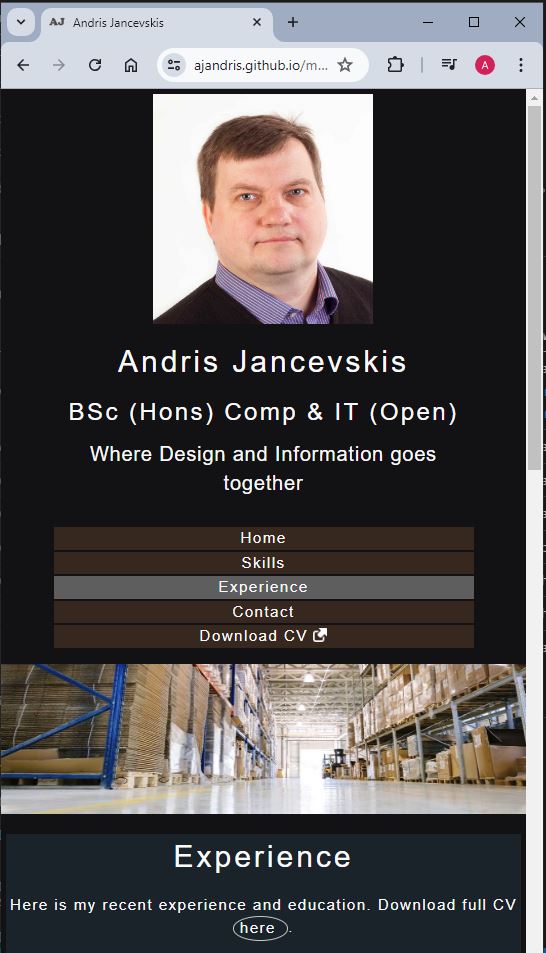 AJ Andris Jancevskis
ajandris.github.io/m...
A
Andris Jancevskis
BSc (Hons) Comp & IT (Open)
Where Design and Information goes
together
Home
Skills
Experience
Contact
Download CV
Experience
Here is my recent experience and education. Download full CV
here .